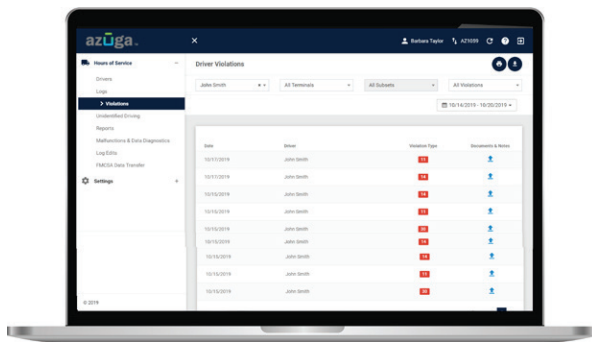 azuga
Barbara Taylor AZ1059
Hours of Service
Driver Violations
Drivers
Logs
John Smith All Terminals All Subsets All Violations
Violations
Unidentified Driving
10/14/2019 - 10/20/2019
Reports
Malfunctions & Data Diagnostics
Log Edits
FMCSA Data Transfer
Settings
Date Driver Violation Type Documents & Notes
10/17/2019 John Smith 11
10/17/2019 John Smith 14
10/15/2019 John Smith 14
10/15/2019 John Smith 11
10/15/2019 John Smith 30
10/15/2019 John Smith 14
10/15/2019 John Smith 14
10/15/2019 John Smith 11
10/15/2019 John Smith 30
© 2019